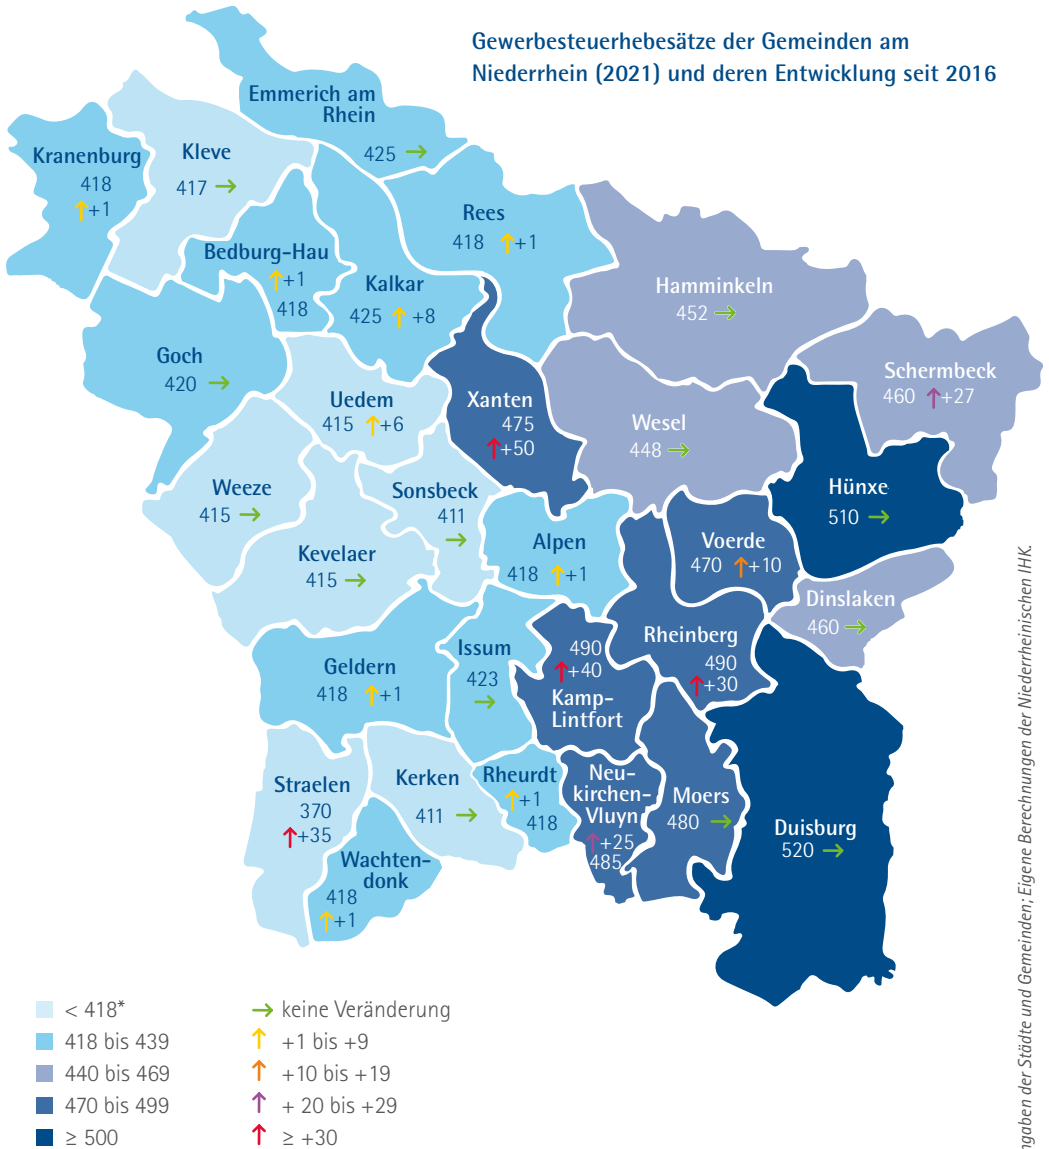 Gewerbesteuerhebesätze der Gemeinden am
Niederrhein (2021) und deren Entwicklung seit 2016
Emmerich am
Rhein
425 →
Kranenburg
418
↑+1
Kleve
417 →
Rees
418 ↑+1
Bedburg-Hau
↑+1
418
Kalkar
425 ↑ +8
Hamminkeln
452 →
Goch
420 →
Schermbeck
460 ↑+27
Uedem
415 ↑+6
Xanten
475
↑+50
Wesel
448 →
Weeze
415 →
Sonsbeck
411
→
Hünxe
510 →
Kevelaer
415 →
Alpen
418 ↑+1
Voerde
470 ↑+10
Dinslaken
460 →
Geldern
418 ↑+1
Issum
423
→
490
↑+40
Kamp-
Lintfort
Rheinberg
490
↑+30
Straelen
370
↑+35
Kerken
411 →
Rheurdt
↑+1
418
Neu-
kirchen-
Vluyn
↑+25
485
Moers
480 →
Duisburg
520 →
Wachten-
donk
418
↑+1
< 418*
418 bis 439
440 bis 469
470 bis 499
≥ 500
→ keine Veränderung
↑ +1 bis +9
↑ +10 bis +19
↑ + 20 bis +29
↑ ≥ +30
ngaben der Städte und Gemeinden; Eigene Berechnungen der Niederrheinischen IHK.